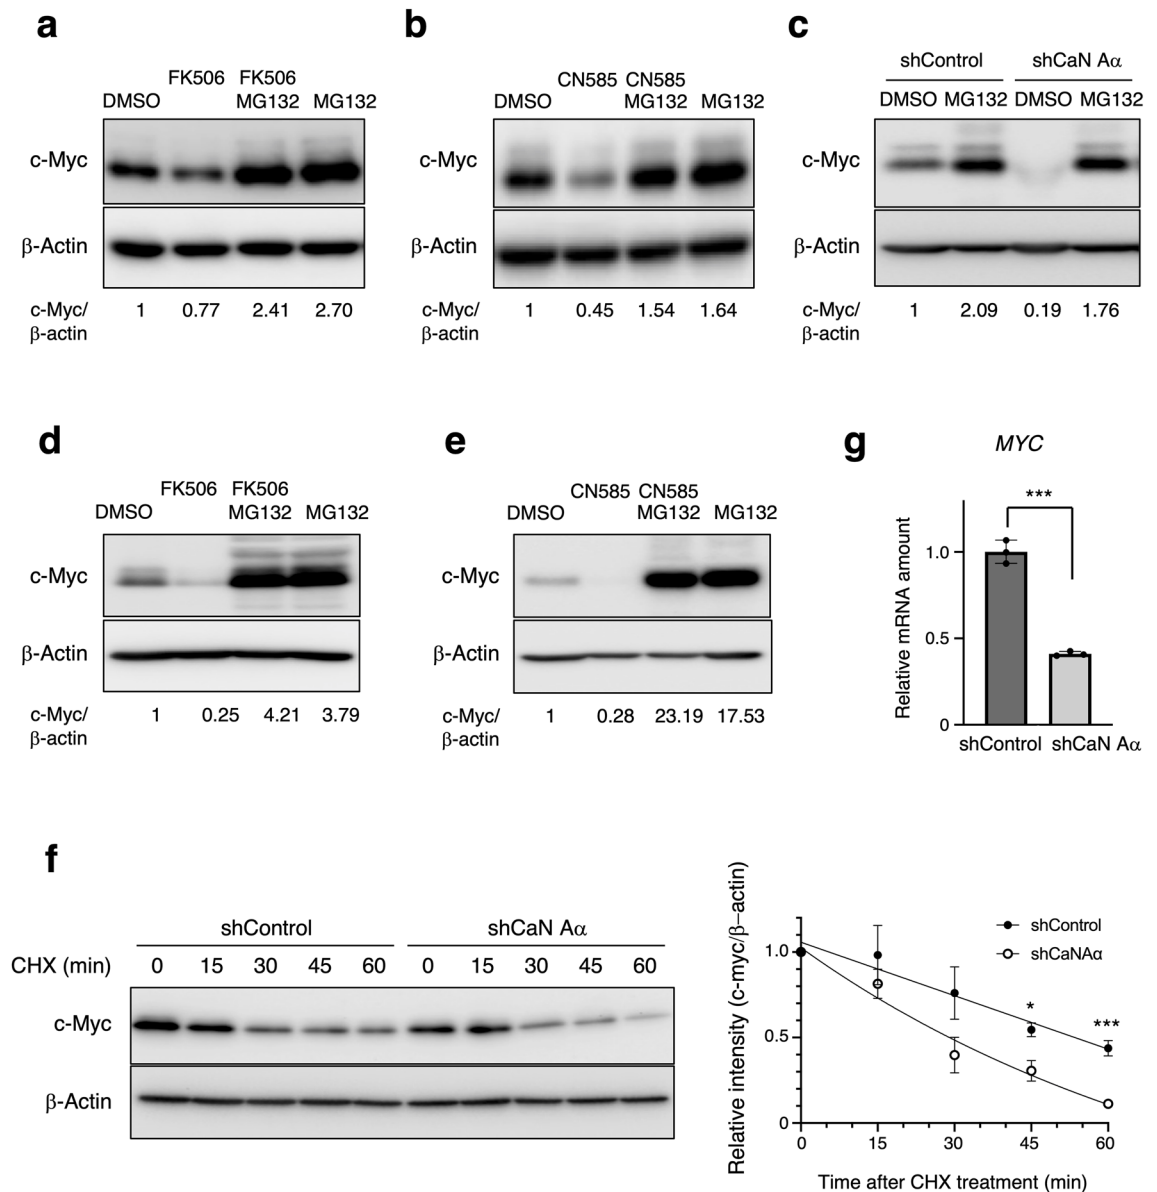 a
FK506 FK506
DMSO MG132 MG132
c-Myc
β-Actin
c-Myc/ 1 0.77 2.41 2.70
β-actin
b
CN585 CN585
DMSO MG132 MG132
c-Myc
β-Actin
c-Myc/ 1 0.45 1.54 1.64
β-actin
c
shControl shCaN Aα
DMSO MG132 DMSO MG132
c-Myc
β-Actin
c-Myc/ 1 2.09 0.19 1.76
β-actin
d
FK506 FK506
DMSO MG132 MG132
c-Myc
β-Actin
c-Myc/ 1 0.25 4.21 3.79
β-actin
e
CN585 CN585
DMSO MG132 MG132
c-Myc
β-Actin
c-Myc/ 1 0.28 23.19 17.53
β-actin
g
MYC
***
Relative mRNA amount
1.0
0.5
0
shControl shCaN Aα
f
shControl shCaN Aα
CHX (min) 0 15 30 45 60 0 15 30 45 60
c-Myc
β-Actin
Relative intensity (c-myc/β–actin)
shControl
shCaNAα
1.0
0.5
0
* ***
0 15 30 45 60
Time after CHX treatment (min)